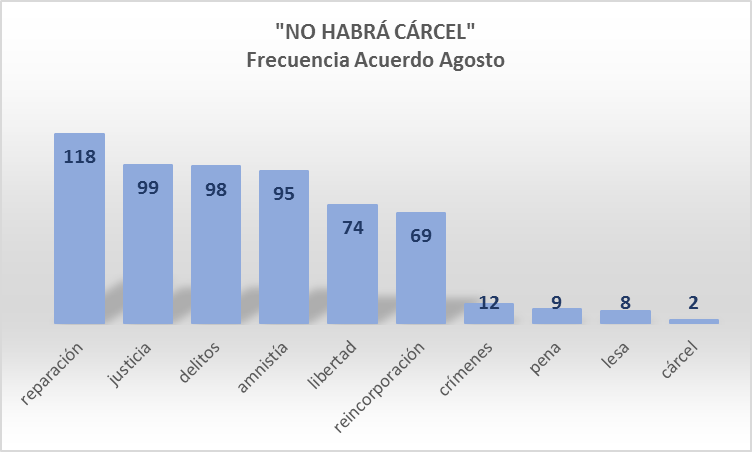 "NO HABRÁ CÁRCEL"
Frecuencia Acuerdo Agosto
118
99
98
95
74
69
12
9
8
2
reparación
justicia
delitos
amnistía
libertad
reincorporación
crímenes
pena
lesa
cárcel